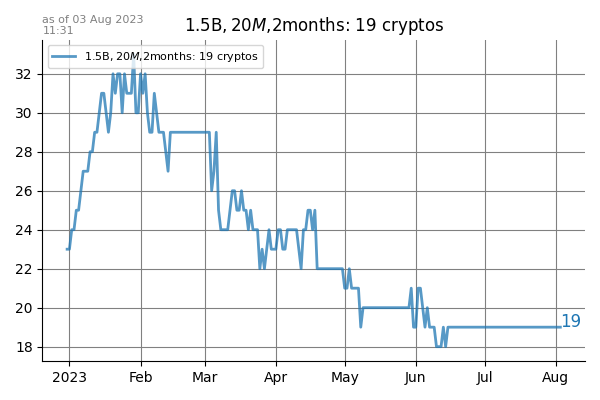 as of 03 Aug 2023
11:31
1.5B, 20M,2months: 19 cryptos
1.5B, 20M,2months: 19 cryptos
32
30
28
26
24
22
20
18
19
2023 Feb Mar Apr May Jun Jul Aug